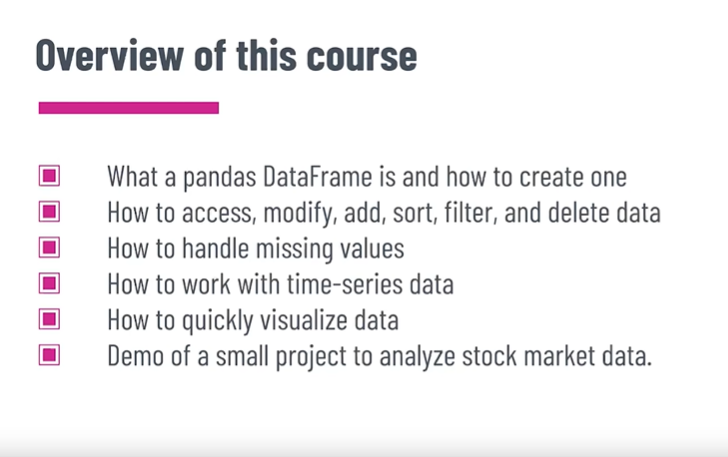 Overview of this course
What a pandas DataFrame is and how to create one
How to access, modify, add, sort, filter, and delete data
How to handle missing values
How to work with time-series data
How to quickly visualize data
Demo of a small project to analyze stock market data.